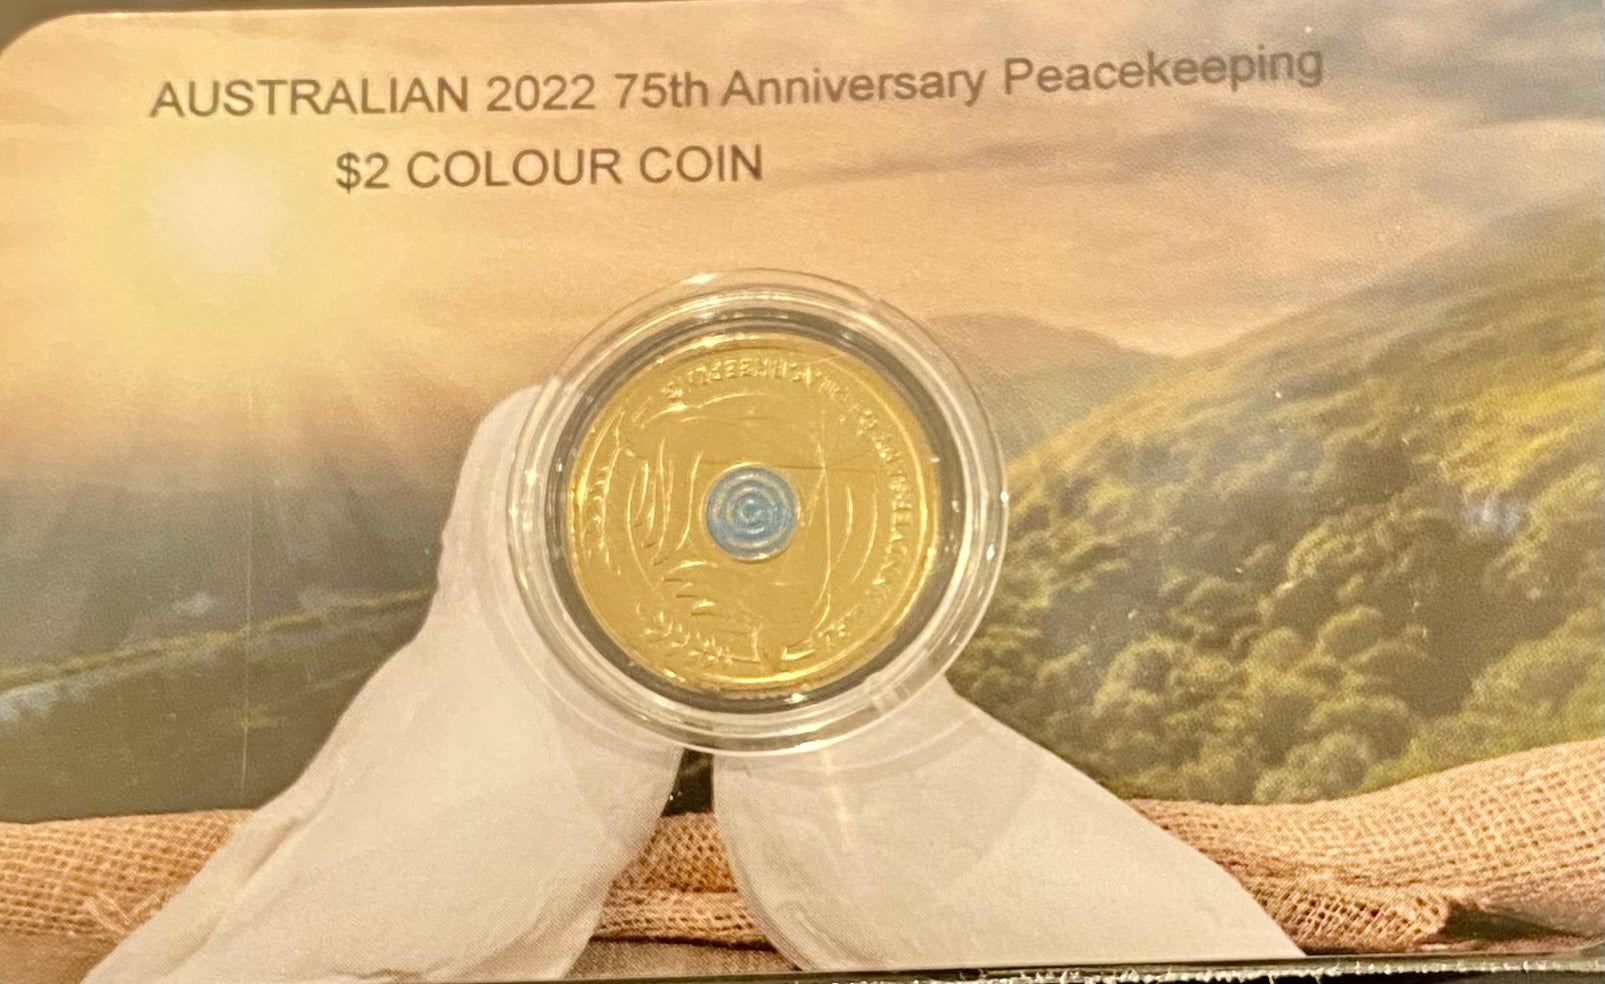 AUSTRALIAN 2022 75th Anniversary Peacekeeping
$2 COLOUR COIN